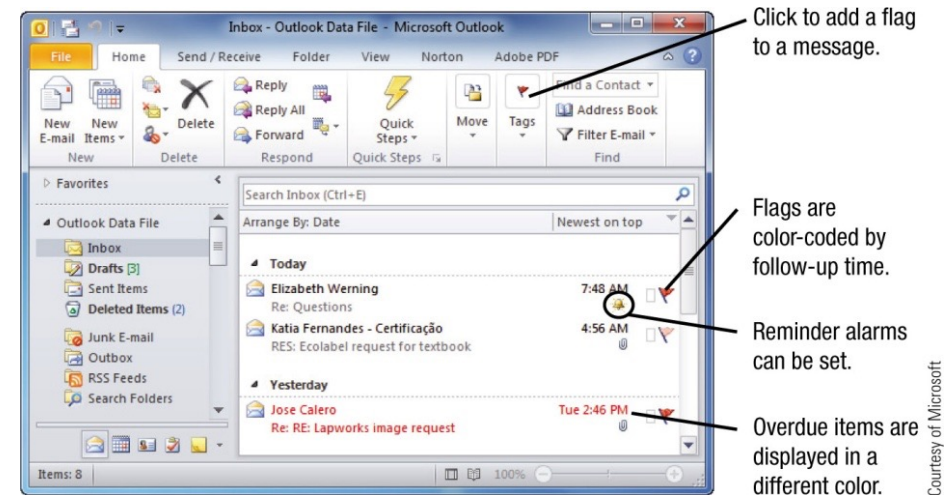 Inbox - Outlook Data File - Microsoft Outlook
File Home Send / Receive Folder View Norton Adobe PDF
New E-mail
New Items
Delete
Reply
Reply All
Forward
Quick Steps
Move
Tags
Find a Contact
Address Book
Filter E-mail
New Delete Respond Quick Steps Find
Favorites
Outlook Data File
Inbox
Drafts [3]
Sent Items
Deleted Items (2)
Junk E-mail
Outbox
RSS Feeds
Search Folders
Search Inbox (Ctrl+E)
Arrange By: Date Newest on top
Today
Elizabeth Werning 7:48 AM
Re: Questions
Katia Fernandes - Certificação 4:56 AM
RES: Ecolabel request for textbook
Yesterday
Jose Calero Tue 2:46 PM
Re: RE: Lapworks image request
Items: 8 100%
Click to add a flag
to a message.
Flags are
color-coded by
follow-up time.
Reminder alarms
can be set.
Overdue items are
displayed in a
different color.
Courtesy of Microsoft